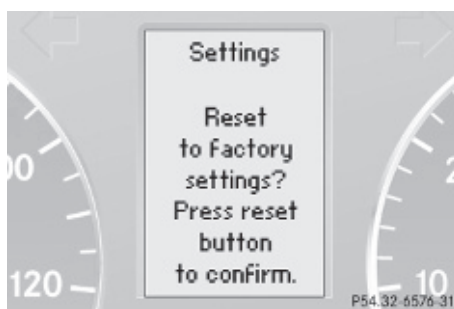 Settings
Reset
to factory
settings?
Press reset
button
to confirm.
120
10
P54.32-6576-31